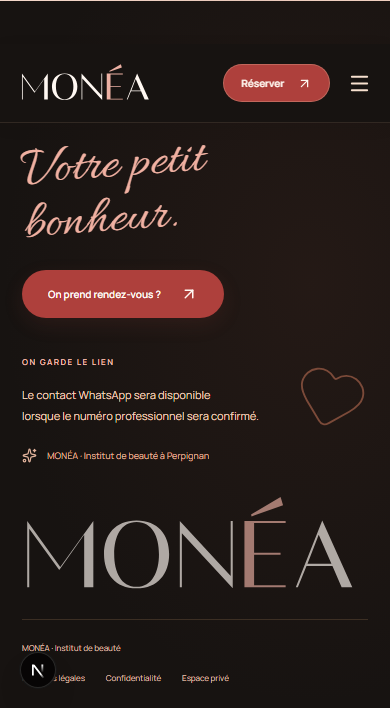 MONÉA
Réserver
Votre petit
bonheur.
On prend rendez-vous ?
ON GARDE LE LIEN
Le contact WhatsApp sera disponible
lorsque le numéro professionnel sera confirmé.
MONÉA · Institut de beauté à Perpignan
MONÉA
MONÉA · Institut de beauté
N
légales Confidentialité Espace privé